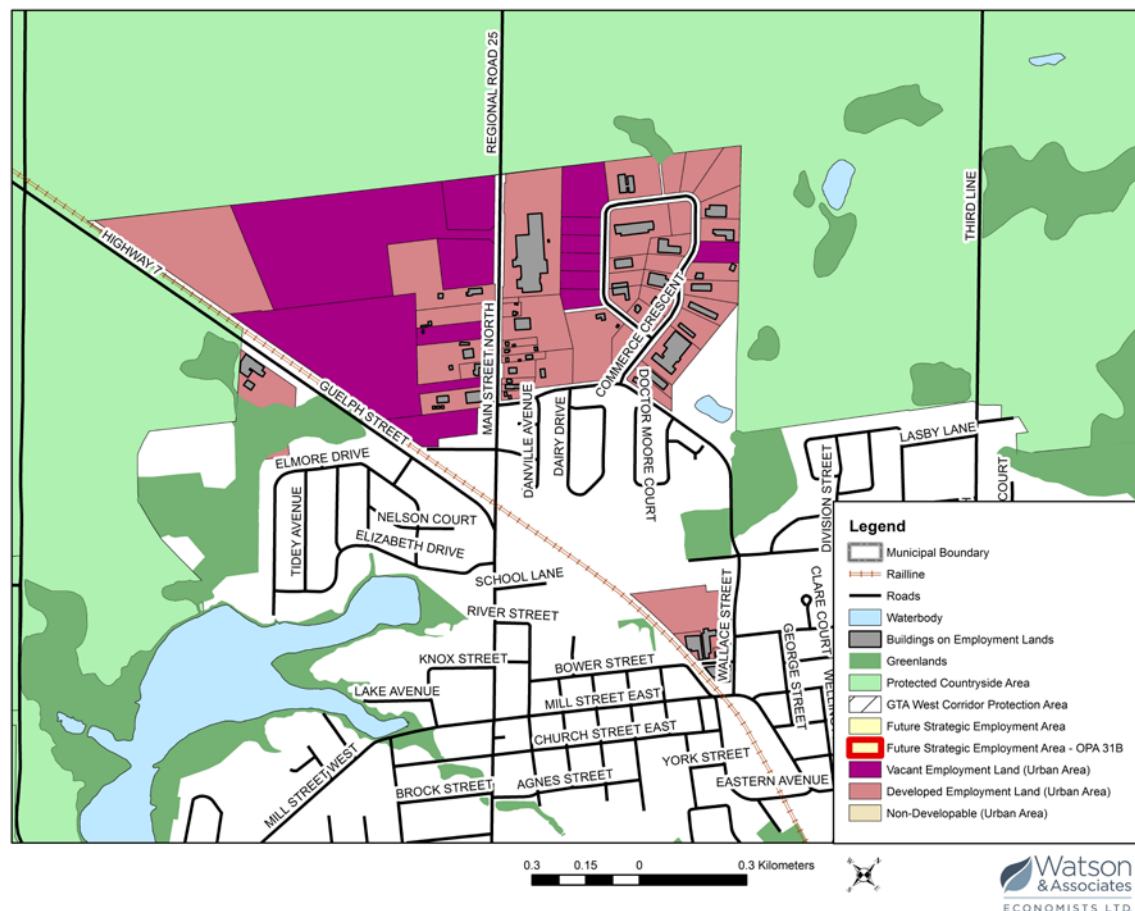 REGIONAL ROAD 25
THIRD LINE
HIGHWAY 7
MAIN STREET NORTH
COMMERCE CRESCENT
GUELPH STREET
DANVILLE AVENUE
DAIRY DRIVE
DOCTOR MOORE COURT
LASBY LANE
COURT
DIVISION STREET
ELMORE DRIVE
TIDEY AVENUE
NELSON COURT
ELIZABETH DRIVE
SCHOOL LANE
RIVER STREET
KNOX STREET
BOWER STREET
WALLACE STREET
GEORGE STREET
CLARE COURT
LAKE AVENUE
MILL STREET EAST
CHURCH STREET EAST
YORK STREET
MILL STREET WEST
BROCK STREET
AGNES STREET
EASTERN AVENUE
Legend
Municipal Boundary
Railline
Roads
Waterbody
Buildings on Employment Lands
Greenlands
Protected Countryside Area
GTA West Corridor Protection Area
Future Strategic Employment Area
Future Strategic Employment Area - OPA 31B
Vacant Employment Land (Urban Area)
Developed Employment Land (Urban Area)
Non-Developable (Urban Area)
0.3 0.15 0 0.3 Kilometers
Watson
& Associates
ECONOMISTS LTD.